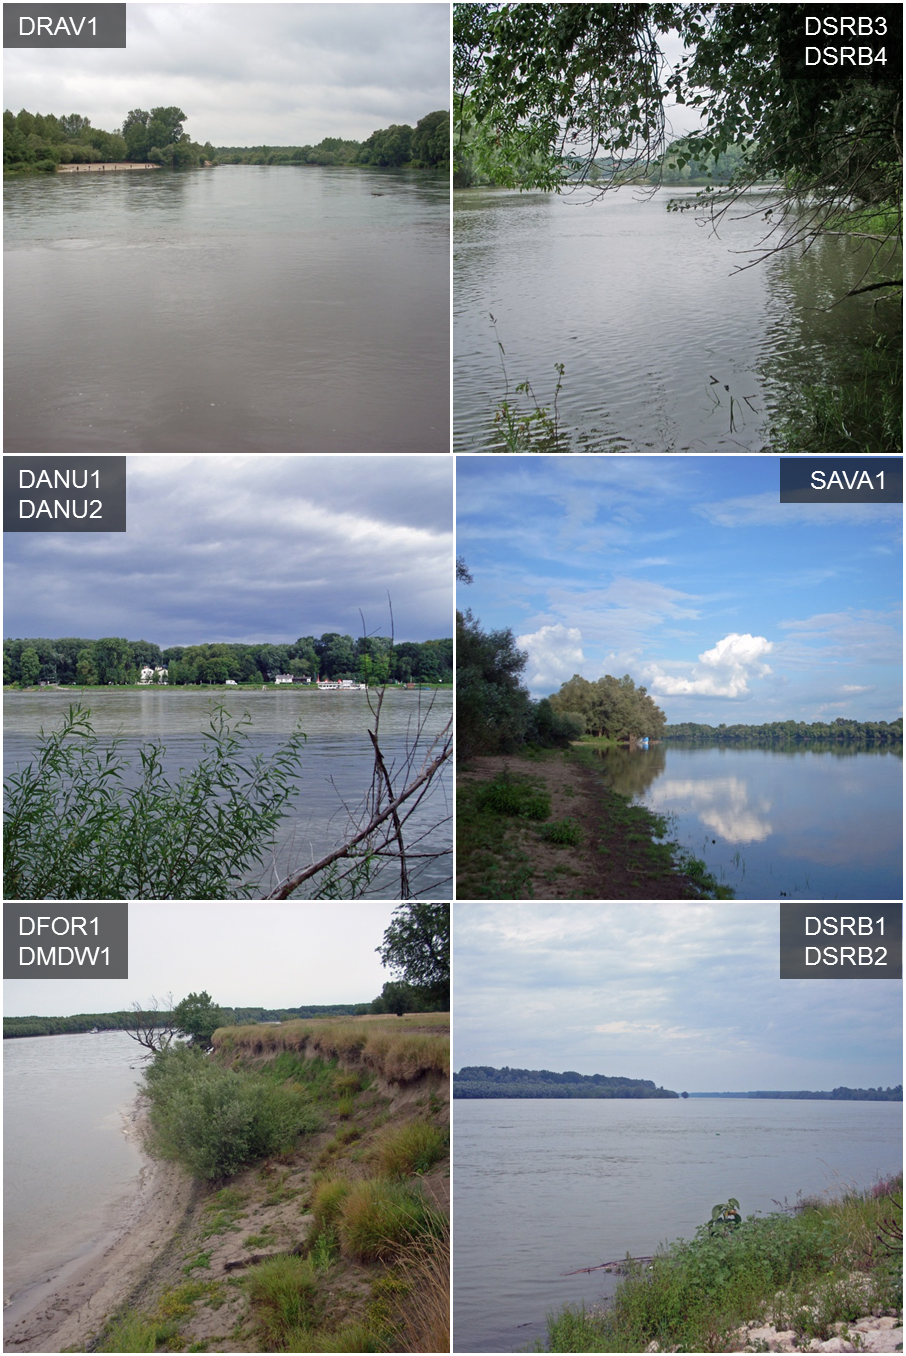 DRAV1
DSRB3
DSRB4
DANU1
DANU2
SAVA1
DFOR1
DMDW1
DSRB1
DSRB2